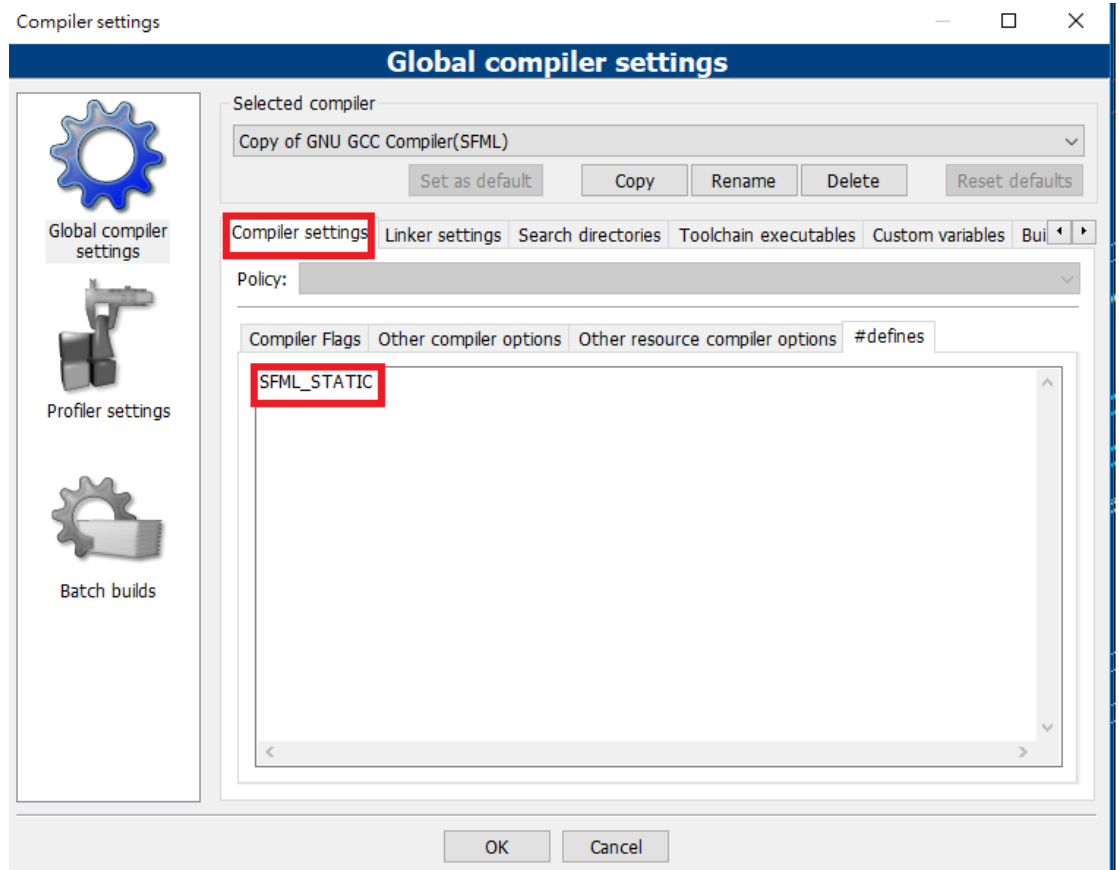 Compiler settings
Global compiler settings
Global compiler
settings
Profiler settings
Batch builds
Selected compiler
Copy of GNU GCC Compiler(SFML)
Set as default Copy Rename Delete Reset defaults
Compiler settings Linker settings Search directories Toolchain executables Custom variables Bui
Policy:
Compiler Flags Other compiler options Other resource compiler options #defines
SFML_STATIC
OK Cancel